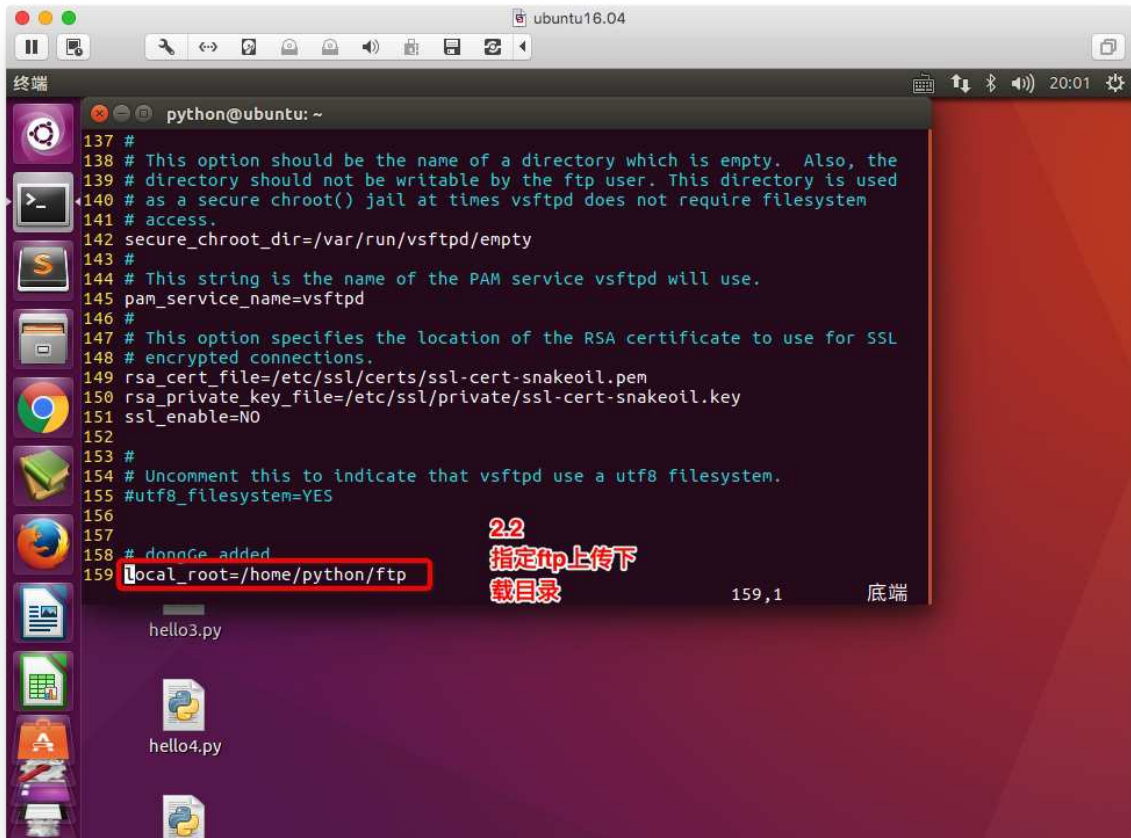 ubuntu16.04
终端
20:01
python@ubuntu: ~
137 #
138 # This option should be the name of a directory which is empty.  Also, the
139 # directory should not be writable by the ftp user. This directory is used
140 # as a secure chroot() jail at times vsftpd does not require filesystem
141 # access.
142 secure_chroot_dir=/var/run/vsftpd/empty
143 #
144 # This string is the name of the PAM service vsftpd will use.
145 pam_service_name=vsftpd
146 #
147 # This option specifies the location of the RSA certificate to use for SSL
148 # encrypted connections.
149 rsa_cert_file=/etc/ssl/certs/ssl-cert-snakeoil.pem
150 rsa_private_key_file=/etc/ssl/private/ssl-cert-snakeoil.key
151 ssl_enable=NO
152
153 #
154 # Uncomment this to indicate that vsftpd use a utf8 filesystem.
155 #utf8_filesystem=YES
156
157
158 # dongGe added
159 local_root=/home/python/ftp
2.2
指定ftp上传下
载目录
159,1
底端
hello3.py
hello4.py